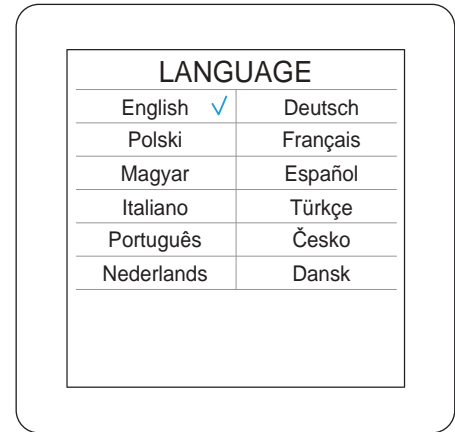 LANGUAGE
English √ Deutsch
Polski Français
Magyar Español
Italiano Türkçe
Português Česko
Nederlands Dansk